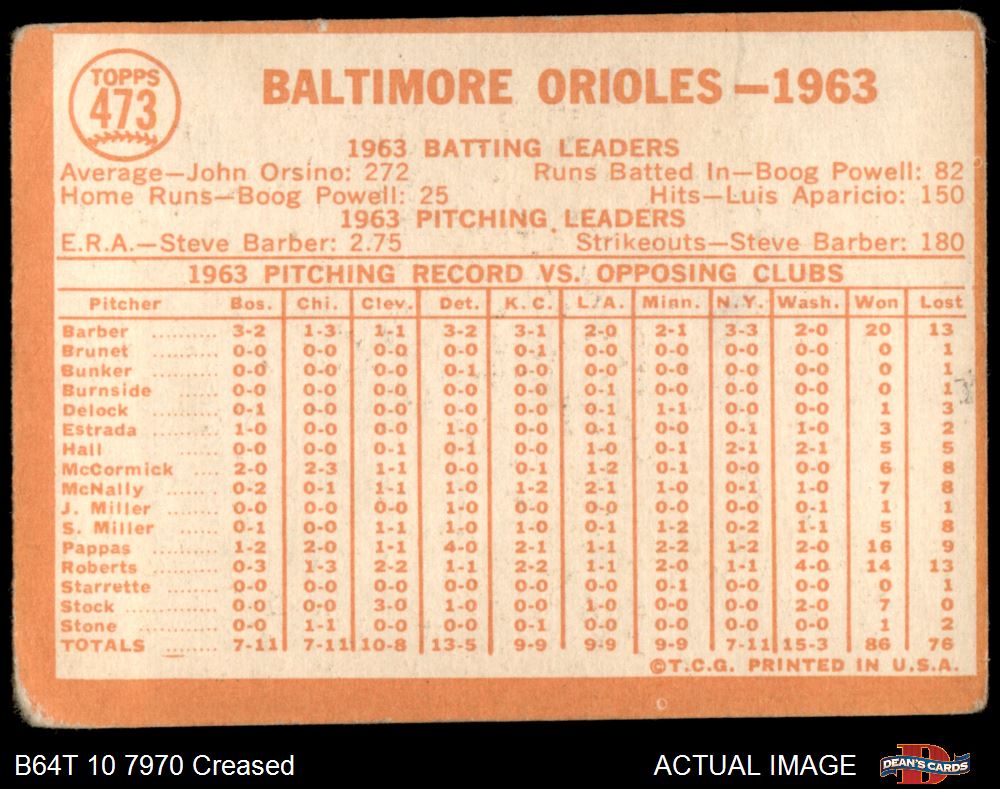 TOPPS
473
BALTIMORE ORIOLES—1963
1963 BATTING LEADERS
Average—John Orsino: 272 Runs Batted In—Boog Powell: 82
Home Runs—Boog Powell: 25 Hits—Luis Aparicio: 150
1963 PITCHING LEADERS
E.R.A.—Steve Barber: 2.75 Strikeouts—Steve Barber: 180
1963 PITCHING RECORD VS. OPPOSING CLUBS
Pitcher Bos. Chi. Clev. Det. K.C. L.A. Minn. N.Y. Wash. Won Lost
Barber .......... 3-2 1-3 1-1 3-2 3-1 2-0 2-1 3-3 2-0 20 13
Brunet .......... 0-0 0-0 0-0 0-0 0-1 0-0 0-0 0-0 0-0 0 1
Bunker .......... 0-0 0-0 0-0 0-1 0-0 0-0 0-0 0-0 0-0 0 1
Burnside ...... 0-0 0-0 0-0 0-0 0-0 0-1 0-0 0-0 0-0 0 1
Delock .......... 0-1 0-0 0-0 0-0 0-0 0-1 1-1 0-0 0-0 1 3
Estrada ........ 1-0 0-0 0-0 1-0 0-0 0-1 0-0 0-1 1-0 3 2
Hall .............. 0-0 0-0 0-1 0-1 1-0 0-0 0-0 2-1 2-1 5 5
McCormick .... 2-0 2-3 1-1 0-0 0-1 1-2 0-1 0-0 0-0 6 8
McNally ........ 0-2 0-1 1-1 1-0 1-2 2-1 1-0 0-1 1-0 7 8
J. Miller ........ 0-0 0-0 0-0 1-0 0-0 0-0 0-0 0-0 0-1 1 1
S. Miller ........ 0-1 0-0 1-1 1-0 1-0 0-1 1-2 0-2 1-1 5 8
Pappas .......... 1-2 2-0 1-1 4-0 2-1 1-1 2-2 1-2 2-0 16 9
Roberts ........ 0-3 1-3 2-2 1-1 2-2 1-1 2-0 1-1 4-0 14 13
Starrette ...... 0-0 0-0 0-0 0-0 0-0 0-0 0-1 0-0 0-0 0 1
Stock ............ 0-0 0-0 3-0 1-0 0-0 1-0 0-0 0-0 2-0 7 0
Stone ............ 0-0 1-1 0-0 0-0 0-1 0-0 0-0 0-0 0-0 1 2
TOTALS 7-11 7-11 10-8 13-5 9-9 9-9 9-9 7-11 15-3 86 76
©T.C.G. PRINTED IN U.S.A.
B64T 10 7970 Creased ACTUAL IMAGE
D
DEAN'S CARDS